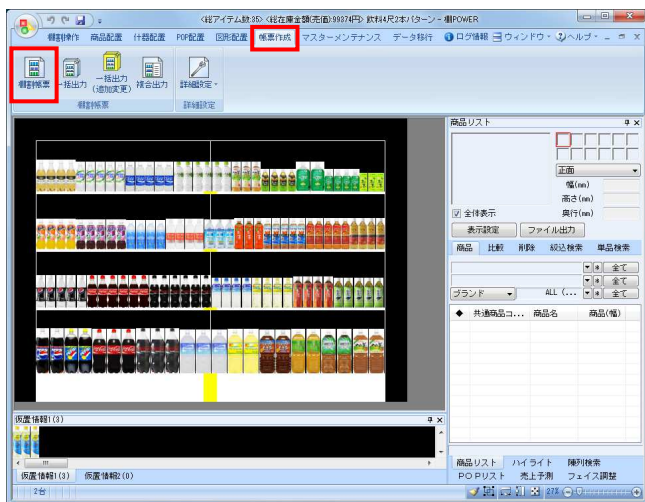 <総アイテム数:85> <総在庫金額(売価):99374円> 飲料4尺2本パターン - 棚POWER
棚割操作 商品配置 什器配置 POP配置 図形配置 帳票作成 マスターメンテナンス データ移行 ログ情報 ウィンドウ ヘルプ
棚割帳票 一括出力 一括出力(追加変更) 複合出力 詳細設定
棚割帳票 詳細設定
商品リスト
正面
幅(mm)
高さ(mm)
全体表示 奥行(mm)
表示設定 ファイル出力
商品 比較 削除 絞込検索 単品検索
* 全て
* 全て
ブランド ALL (... * 全て
◆ 共通商品コ... 商品名 商品(幅)
仮置情報1(3)
仮置情報1(3) 仮置情報2(0)
商品リスト ハイライト 陳列検索
POPリスト 売上予測 フェイス調整
2台 27%